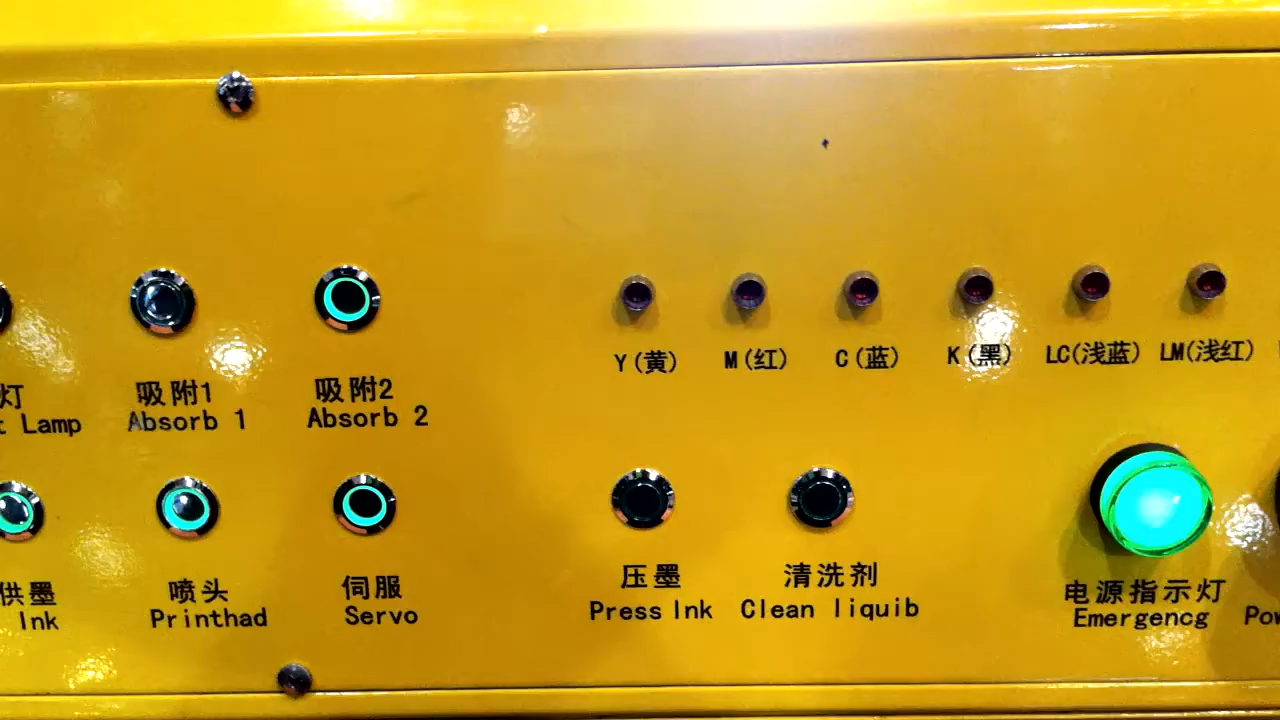 灯
t Lamp
吸附1
Absorb 1
吸附2
Absorb 2
Y(黄)
M(红)
C(蓝)
K(黑)
LC(浅蓝)
LM(浅红)
供墨
Ink
喷头
Printhad
伺服
Servo
压墨
Press Ink
清洗剂
Clean liquib
电源指示灯
Emergencg
Pow